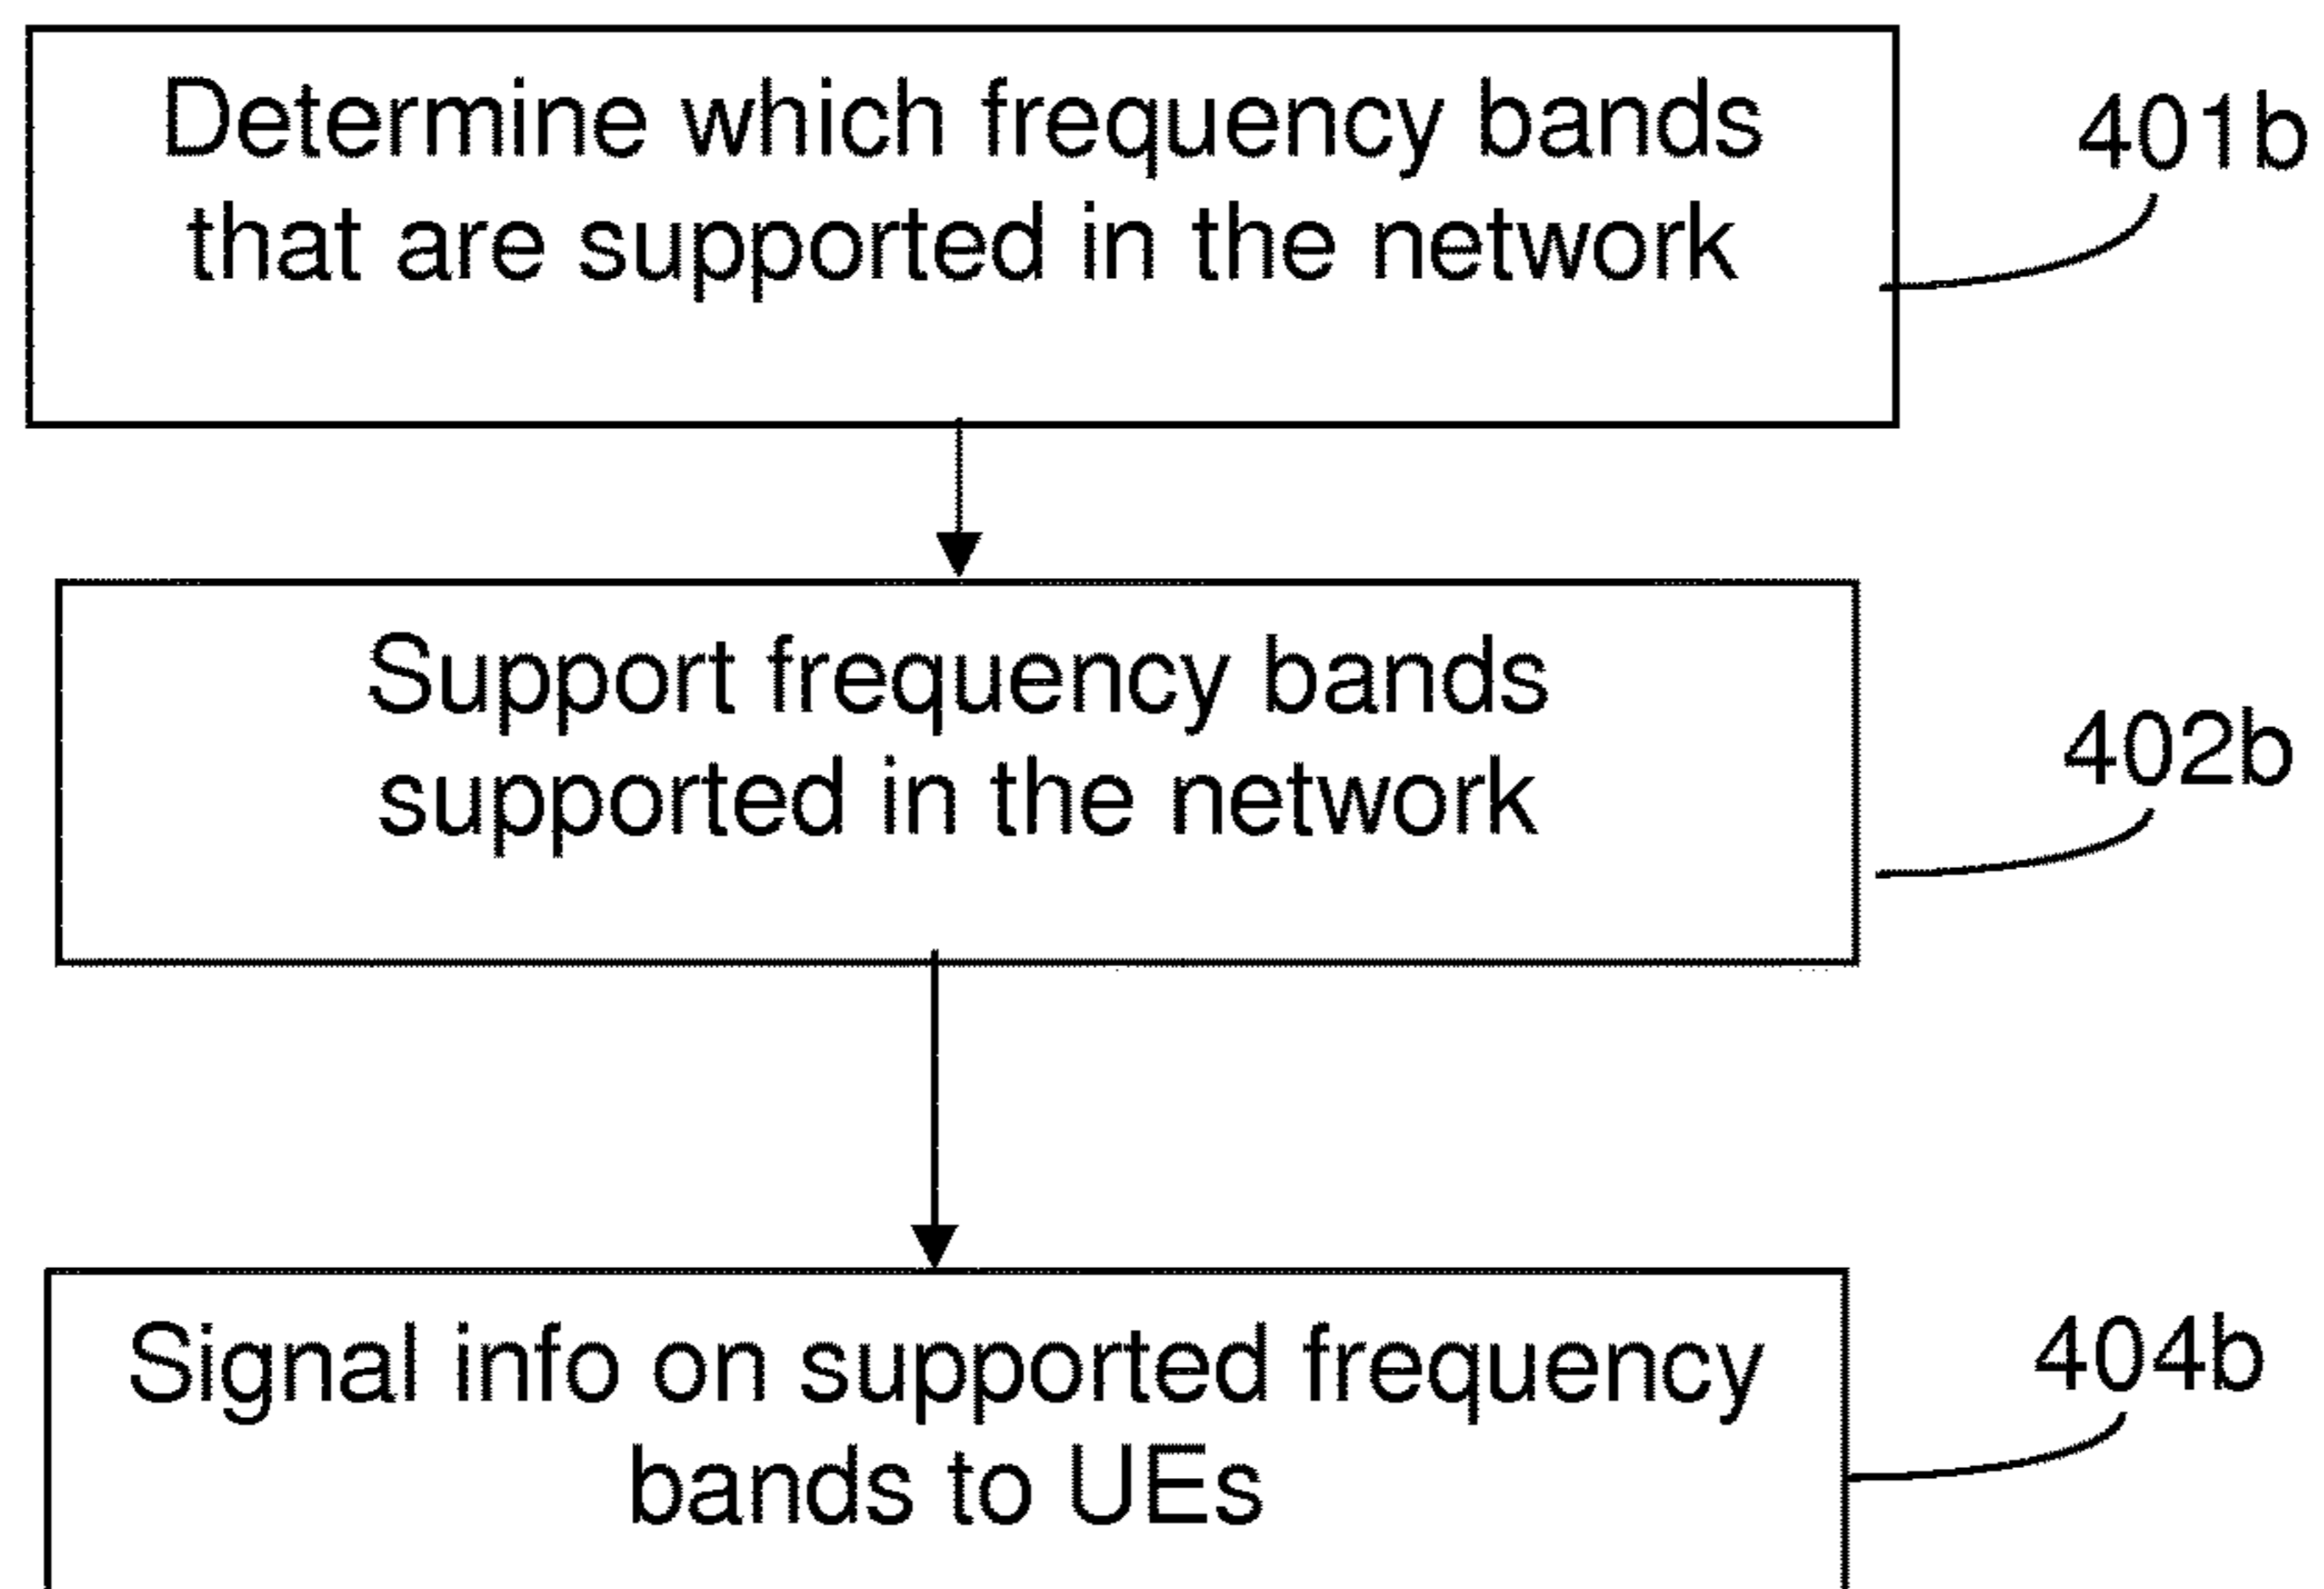 Determine which frequency bands
that are supported in the network
401b
Support frequency bands
supported in the network
402b
Signal info on supported frequency
bands to UEs
404b